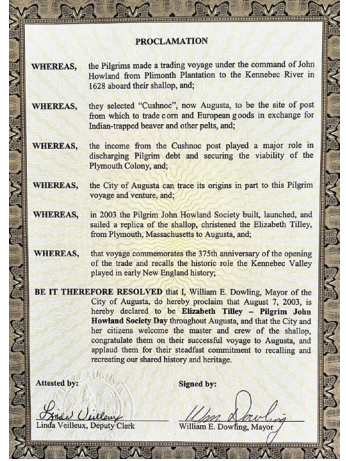 PROCLAMATION
WHEREAS, the Pilgrims made a trading voyage under the command of John
Howland from Plimonth Plantation to the Kennebec River in
1628 aboard their shallop, and;
WHEREAS, they selected "Cushnoc", now Augusta, to be the site of post
from which to trade corn and European goods in exchange for
Indian-trapped beaver and other pelts, and;
WHEREAS, the income from the Cushnoc post played a major role in
discharging Pilgrim debt and securing the viability of the
Plymouth Colony, and;
WHEREAS, the City of Augusta can trace its origins in part to this Pilgrim
voyage and venture, and;
WHEREAS, in 2003 the Pilgrim John Howland Society built, launched, and
sailed a replica of the shallop, christened the Elizabeth Tilley,
from Plymouth, Massachusetts to Augusta, and;
WHEREAS, that voyage commemorates the 375th anniversary of the opening
of the trade and recalls the historic role the Kennebec Valley
played in early New England history;
BE IT THEREFORE RESOLVED that I, William E. Dowling, Mayor of the
City of Augusta, do hereby proclaim that August 7, 2003, is
hereby declared to be Elizabeth Tilley – Pilgrim John
Howland Society Day throughout Augusta, and that the City and
her citizens welcome the master and crew of the shallop,
congratulate them on their successful voyage to Augusta, and
applaud them for their steadfast commitment to recalling and
recreating our shared history and heritage.
Attested by: Signed by:
Linda Veilleux Wm. Dowling
Linda Veilleux, Deputy Clerk William E. Dowling, Mayor